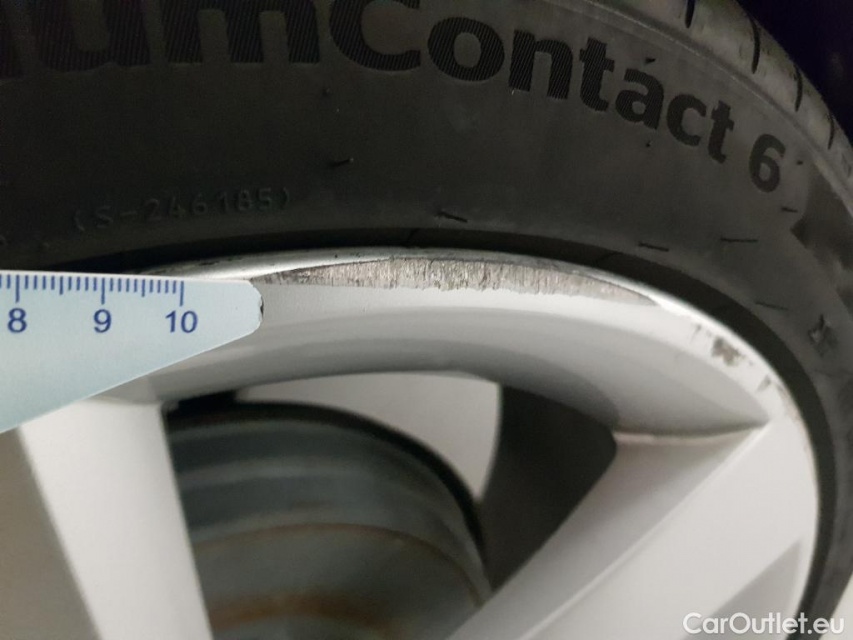 umContact 6
(S-246185)
8 9 10
CarOutlet.eu